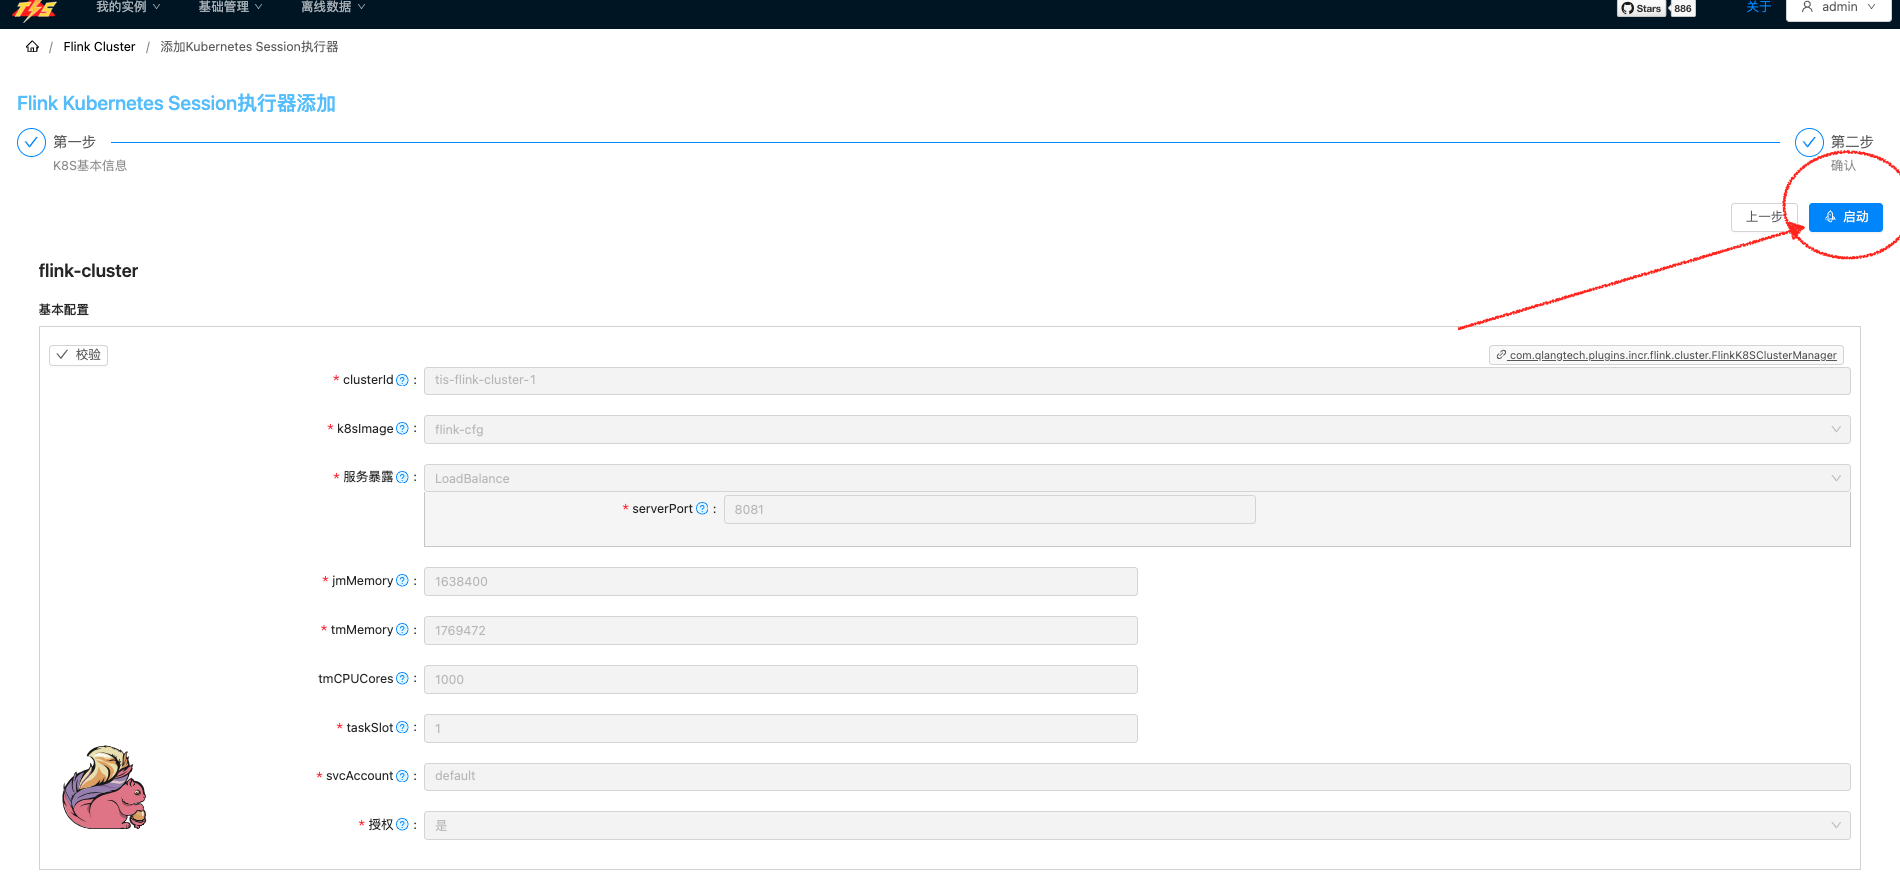 TIS 我的实例 基础管理 离线数据 Stars 886 关于 admin
/ Flink Cluster / 添加Kubernetes Session执行器
Flink Kubernetes Session执行器添加
第一步 第二步
K8S基本信息 确认
上一步 启动
flink-cluster
基本配置
校验 com.qlangtech.plugins.incr.flink.cluster.FlinkK8SClusterManager
* clusterId : tis-flink-cluster-1
* k8sImage : flink-cfg
* 服务暴露 : LoadBalance
* serverPort : 8081
* jmMemory : 1638400
* tmMemory : 1769472
tmCPUCores : 1000
* taskSlot : 1
* svcAccount : default
* 授权 : 是